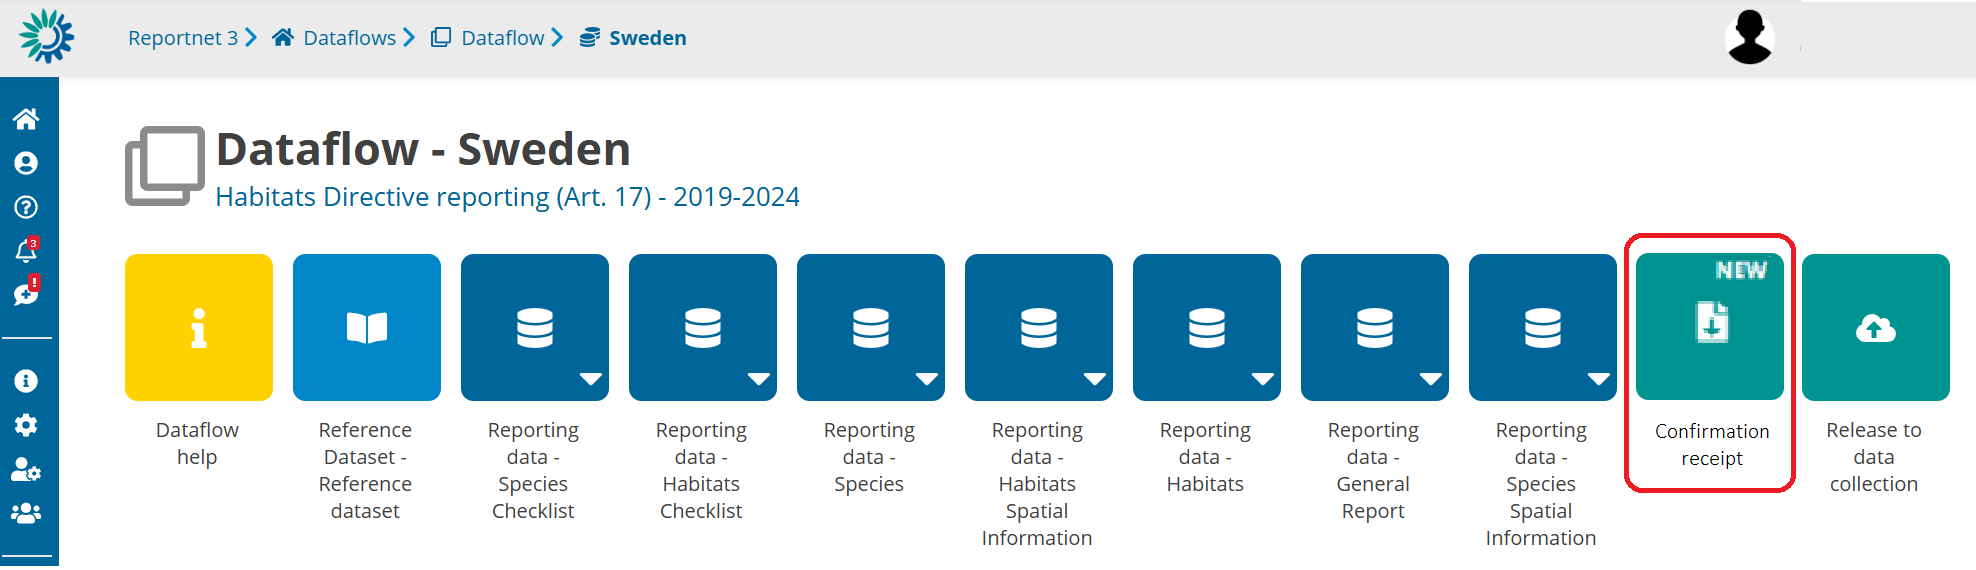 Reportnet 3
Dataflows
Dataflow
Sweden
Dataflow - Sweden
Habitats Directive reporting (Art. 17) - 2019-2024
3
!
NEW
Dataflow
help
Reference
Dataset -
Reference
dataset
Reporting
data -
Species
Checklist
Reporting
data -
Habitats
Checklist
Reporting
data -
Species
Reporting
data -
Habitats
Spatial
Information
Reporting
data -
Habitats
Reporting
data -
General
Report
Reporting
data -
Species
Spatial
Information
Confirmation
receipt
Release to
data
collection